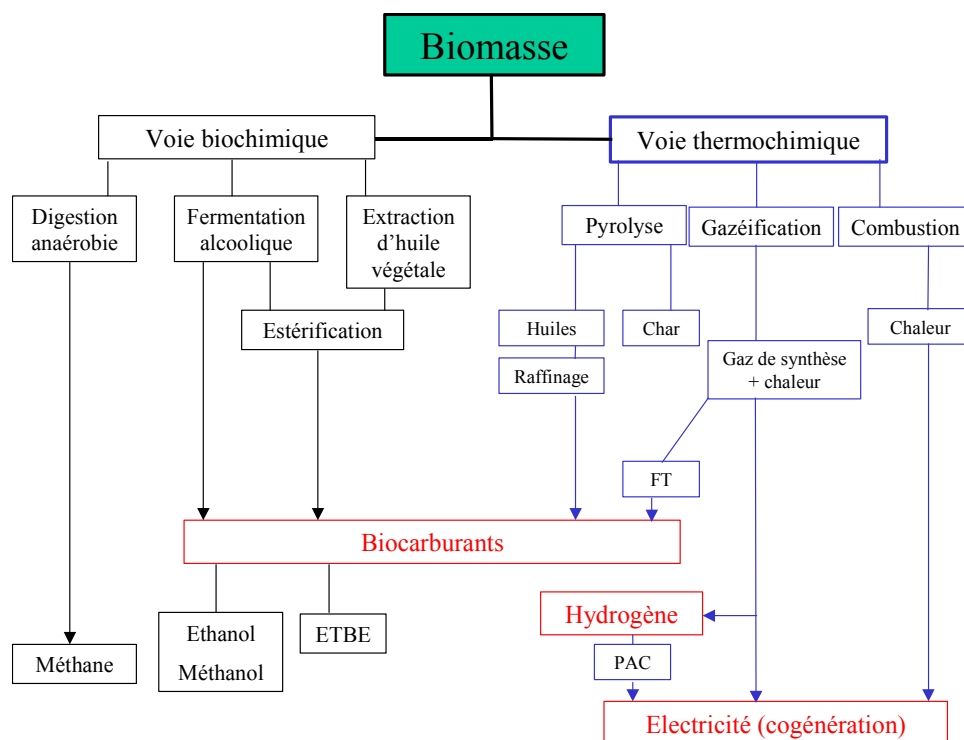 Biomasse
Voie biochimique
Voie thermochimique
Digestion
anaérobie
Fermentation
alcoolique
Extraction
d’huile
végétale
Pyrolyse
Gazéification
Combustion
Estérification
Huiles
Char
Chaleur
Raffinage
Gaz de synthèse
+ chaleur
FT
Biocarburants
Hydrogène
Ethanol
Méthanol
ETBE
Méthane
PAC
Electricité (cogénération)